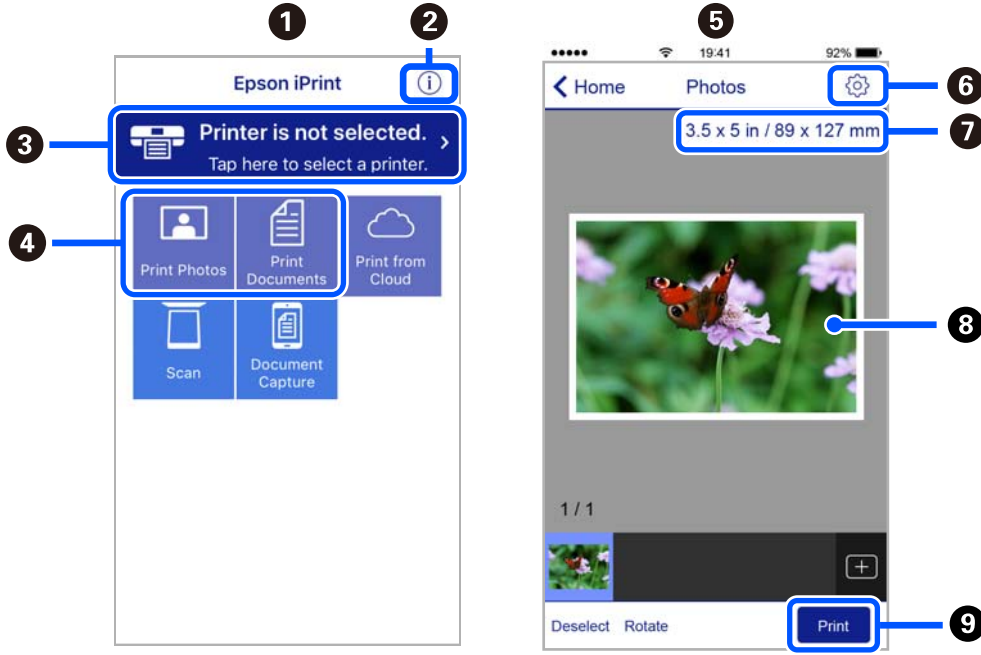 1
2
Epson iPrint
i
3
Printer is not selected.
Tap here to select a printer.
4
Print Photos
Print
Documents
Print from
Cloud
Scan
Document
Capture
5
19:41
92%
Home
Photos
6
7
3.5 x 5 in / 89 x 127 mm
8
1 / 1
Deselect
Rotate
Print
9